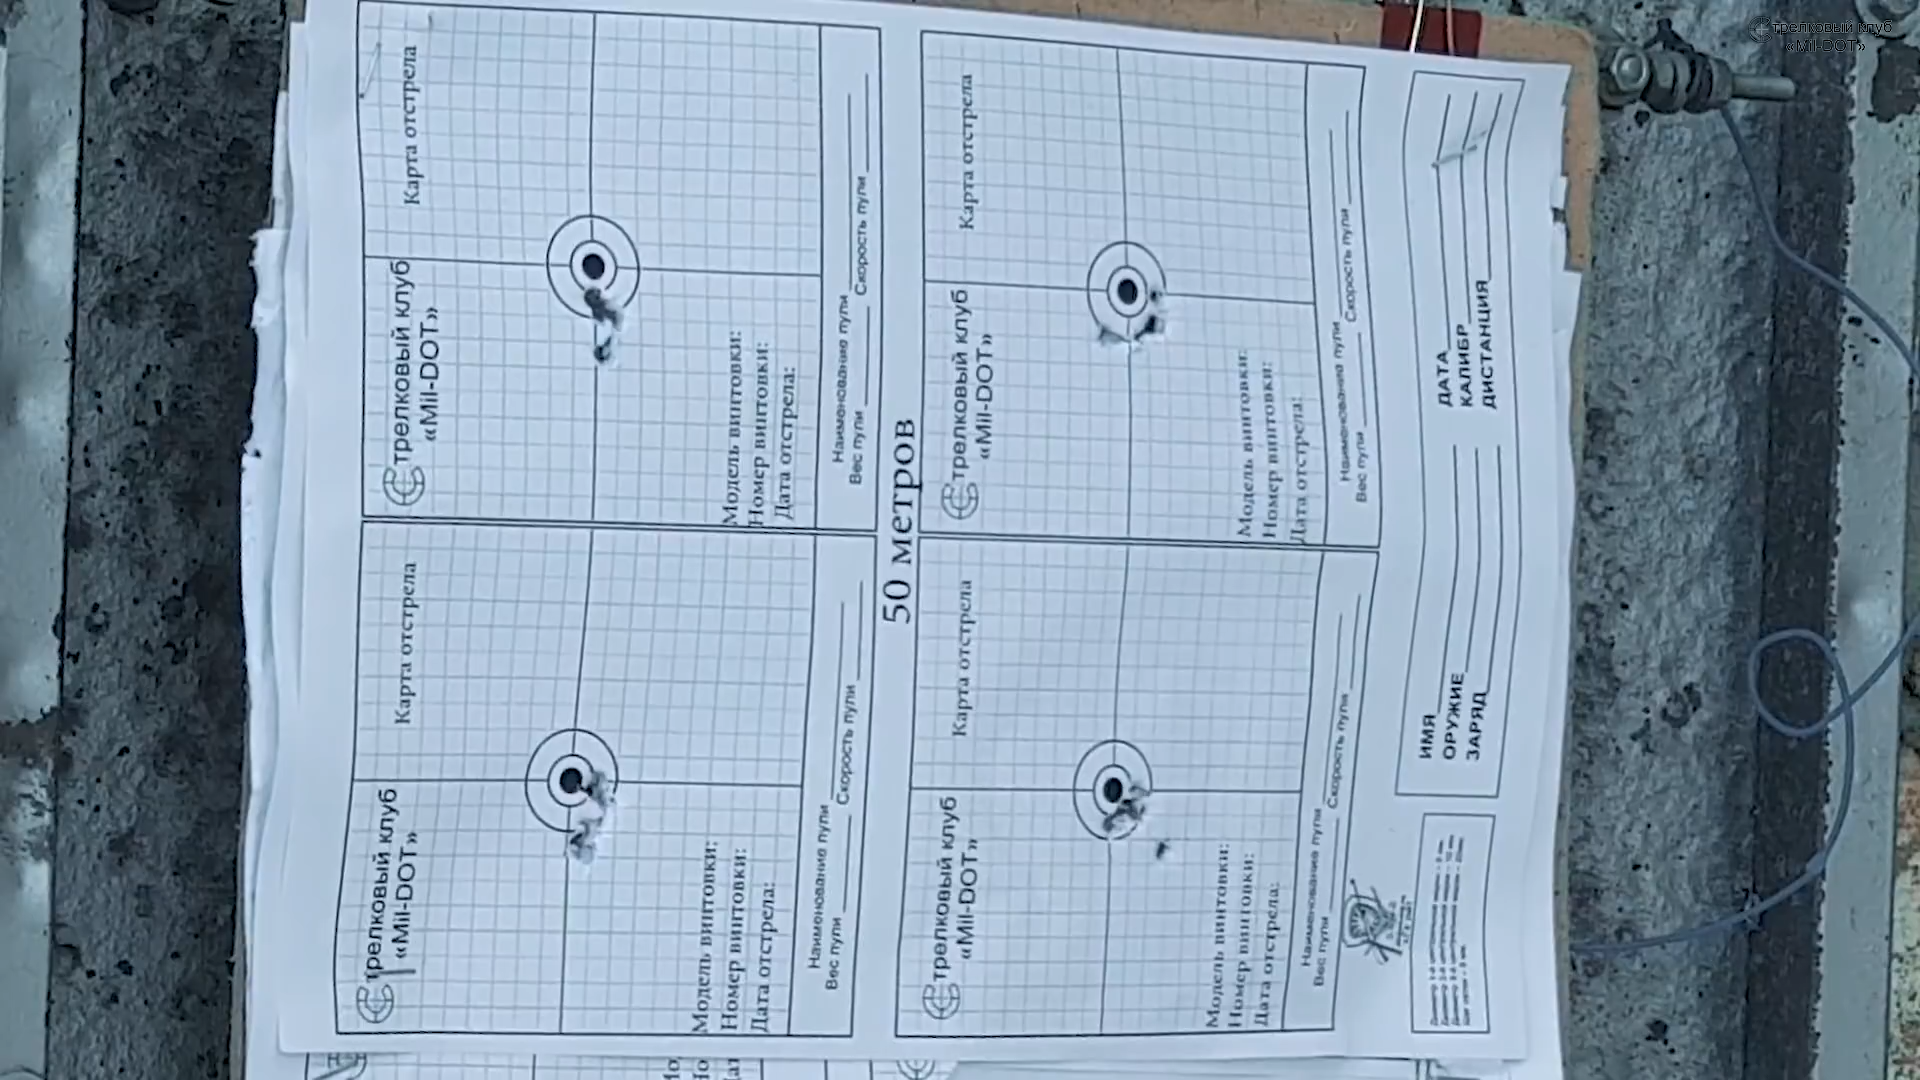 трелковый клуб
«Mil-DOT»
Карта отстрела
Стрелковый клуб
«Mil-DOT»
Модель винтовки:
Номер винтовки:
Дата отстрела:
Наименование пули
Скорость пули
Вес пули
Карта отстрела
Стрелковый клуб
«Mil-DOT»
Модель винтовки:
Номер винтовки:
Дата отстрела:
Наименование пули
Скорость пули
Вес пули
50 метров
Карта отстрела
Стрелковый клуб
«Mil-DOT»
Модель винтовки:
Номер винтовки:
Дата отстрела:
Наименование пули
Скорость пули
Вес пули
Карта отстрела
Стрелковый клуб
«Mil-DOT»
Модель винтовки:
Номер винтовки:
Дата отстрела:
Наименование пули
Скорость пули
Вес пули
ИМЯ ДАТА
ОРУЖИЕ КАЛИБР
ЗАРЯД ДИСТАНЦИЯ